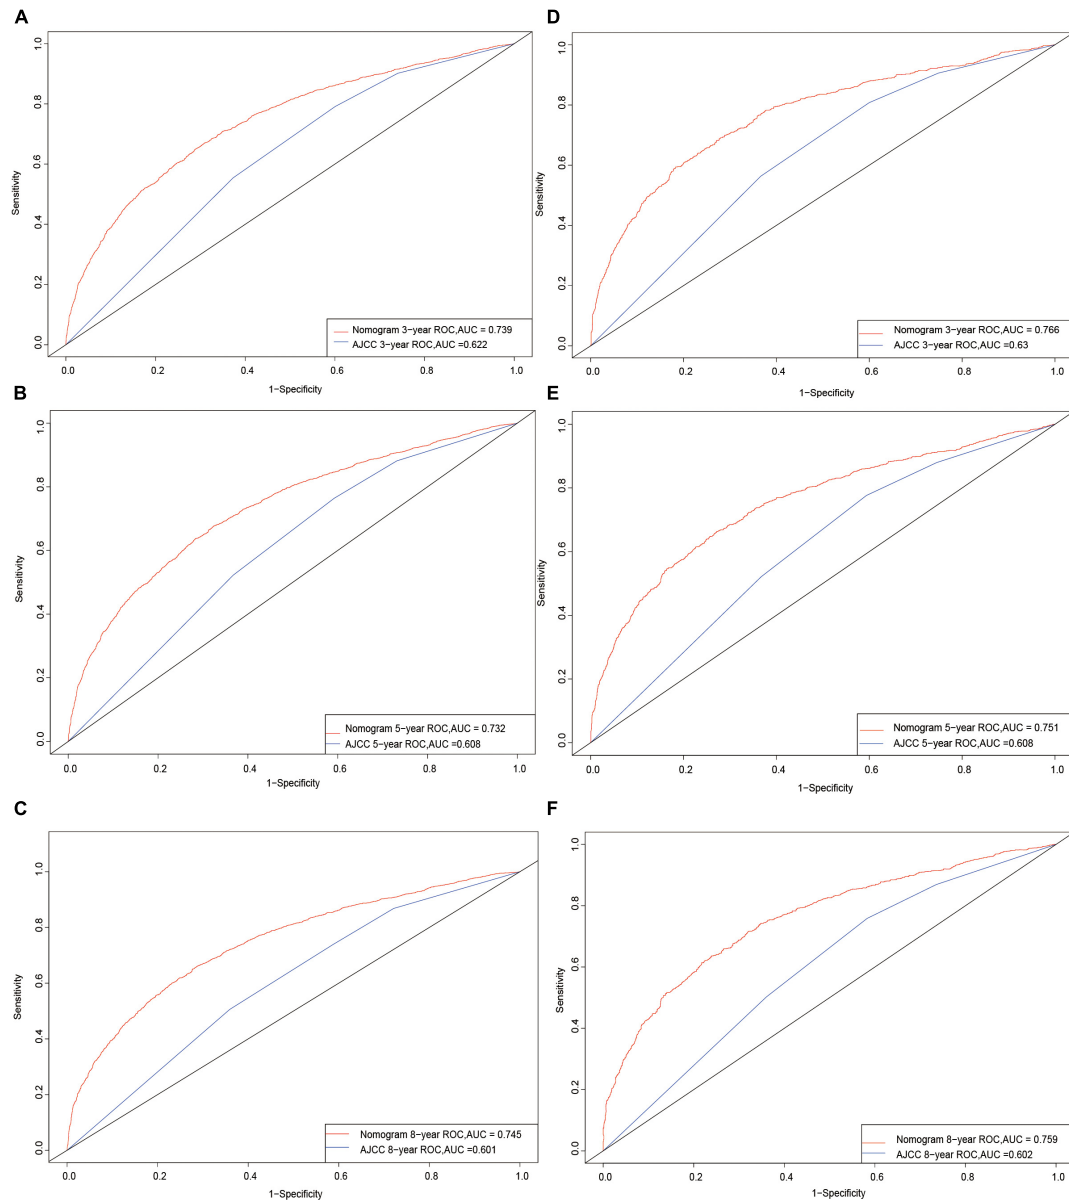 A
Sensitivity
0.0 0.2 0.4 0.6 0.8 1.0
Nomogram 3−year ROC,AUC = 0.739
AJCC 3−year ROC,AUC =0.622
0.0 0.2 0.4 0.6 0.8 1.0
1−Specificity
D
Sensitivity
0.0 0.2 0.4 0.6 0.8 1.0
Nomogram 3−year ROC,AUC = 0.766
AJCC 3−year ROC,AUC =0.63
0.0 0.2 0.4 0.6 0.8 1.0
1−Specificity
B
Sensitivity
0.0 0.2 0.4 0.6 0.8 1.0
Nomogram 5−year ROC,AUC = 0.732
AJCC 5−year ROC,AUC =0.608
0.0 0.2 0.4 0.6 0.8 1.0
1−Specificity
E
Sensitivity
0.0 0.2 0.4 0.6 0.8 1.0
Nomogram 5−year ROC,AUC = 0.751
AJCC 5−year ROC,AUC =0.608
0.0 0.2 0.4 0.6 0.8 1.0
1−Specificity
C
Sensitivity
0.0 0.2 0.4 0.6 0.8 1.0
Nomogram 8−year ROC,AUC = 0.745
AJCC 8−year ROC,AUC =0.601
0.0 0.2 0.4 0.6 0.8 1.0
1−Specificity
F
Sensitivity
0.0 0.2 0.4 0.6 0.8 1.0
Nomogram 8−year ROC,AUC = 0.759
AJCC 8−year ROC,AUC =0.602
0.0 0.2 0.4 0.6 0.8 1.0
1−Specificity